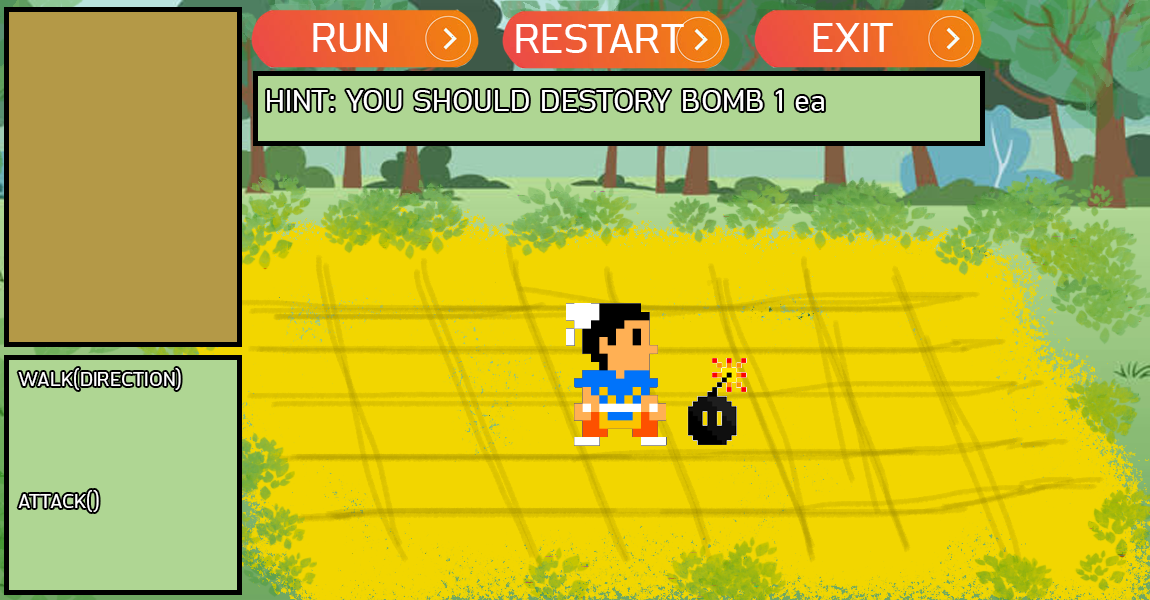 RUN
RESTART
EXIT
HINT: YOU SHOULD DESTORY BOMB 1 ea
WALK(DIRECTION)
ATTACK()